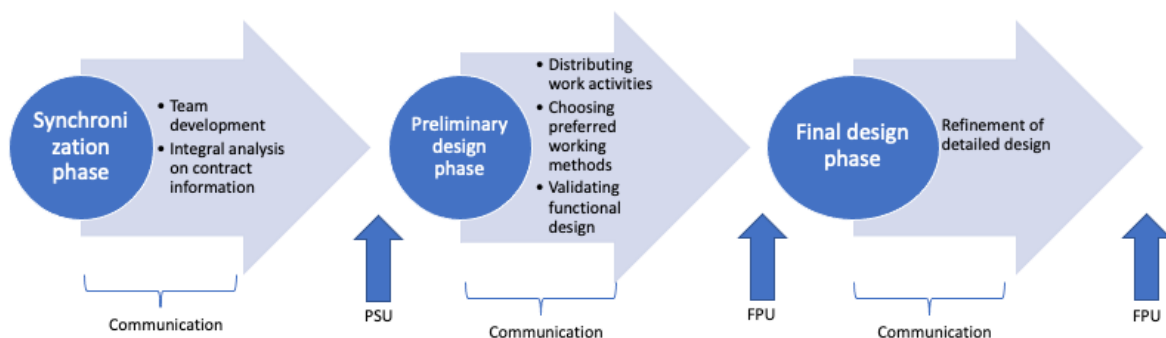 Synchroni
zation
phase
• Team
development
• Integral analysis
on contract
information
Communication
PSU
Preliminary
design
phase
• Distributing
work activities
• Choosing
preferred
working
methods
• Validating
functional
design
Communication
FPU
Final design
phase
Refinement of
detailed design
Communication
FPU